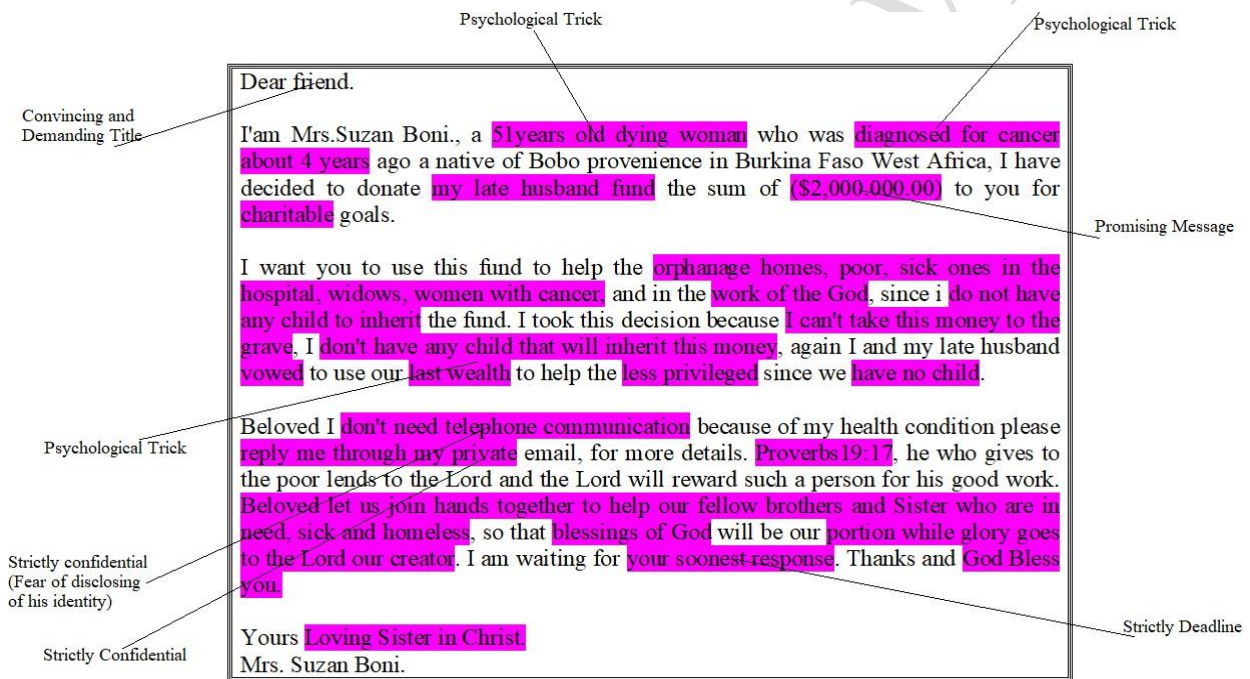 Psychological Trick
Psychological Trick
Convincing and
Demanding Title
Dear friend.
I'am Mrs.Suzan Boni., a 51years old dying woman who was diagnosed for cancer
about 4 years ago a native of Bobo provenience in Burkina Faso West Africa, I have
decided to donate my late husband fund the sum of ($2,000,000.00) to you for
charitable goals.
Promising Message
I want you to use this fund to help the orphanage homes, poor, sick ones in the
hospital, widows, women with cancer, and in the work of the God, since i do not have
any child to inherit the fund. I took this decision because I can't take this money to the
grave, I don't have any child that will inherit this money, again I and my late husband
vowed to use our last wealth to help the less privileged since we have no child.
Psychological Trick
Beloved I don't need telephone communication because of my health condition please
reply me through my private email, for more details. Proverbs19:17, he who gives to
the poor lends to the Lord and the Lord will reward such a person for his good work.
Beloved let us join hands together to help our fellow brothers and Sister who are in
need, sick and homeless, so that blessings of God will be our portion while glory goes
to the Lord our creator. I am waiting for your soonest response. Thanks and God Bless
you.
Strictly confidential
(Fear of disclosing
of his identity)
Strictly Deadline
Yours Loving Sister in Christ.
Mrs. Suzan Boni.
Strictly Confidential